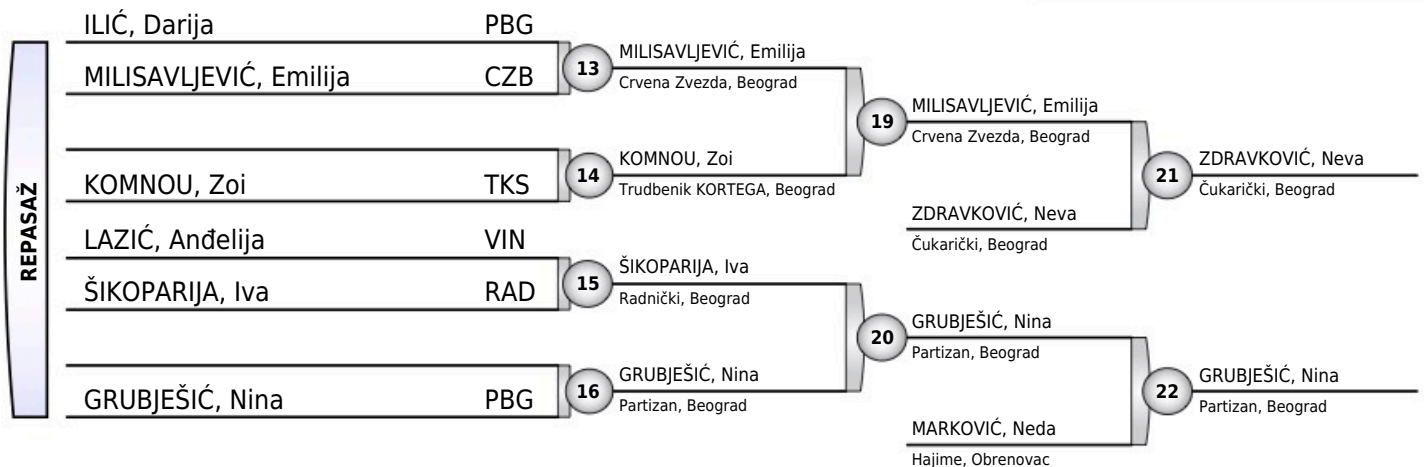 REPASAŽ
ILIĆ, Darija PBG
MILISAVLJEVIĆ, Emilija CZB
KOMNOU, Zoi TKS
LAZIĆ, Anđelija VIN
ŠIKOPARIJA, Iva RAD
GRUBJEŠIĆ, Nina PBG
13
MILISAVLJEVIĆ, Emilija
Crvena Zvezda, Beograd
14
KOMNOU, Zoi
Trudbenik KORTEGA, Beograd
15
ŠIKOPARIJA, Iva
Radnički, Beograd
16
GRUBJEŠIĆ, Nina
Partizan, Beograd
19
MILISAVLJEVIĆ, Emilija
Crvena Zvezda, Beograd
ZDRAVKOVIĆ, Neva
Čukarički, Beograd
20
GRUBJEŠIĆ, Nina
Partizan, Beograd
MARKOVIĆ, Neda
Hajime, Obrenovac
21
ZDRAVKOVIĆ, Neva
Čukarički, Beograd
22
GRUBJEŠIĆ, Nina
Partizan, Beograd